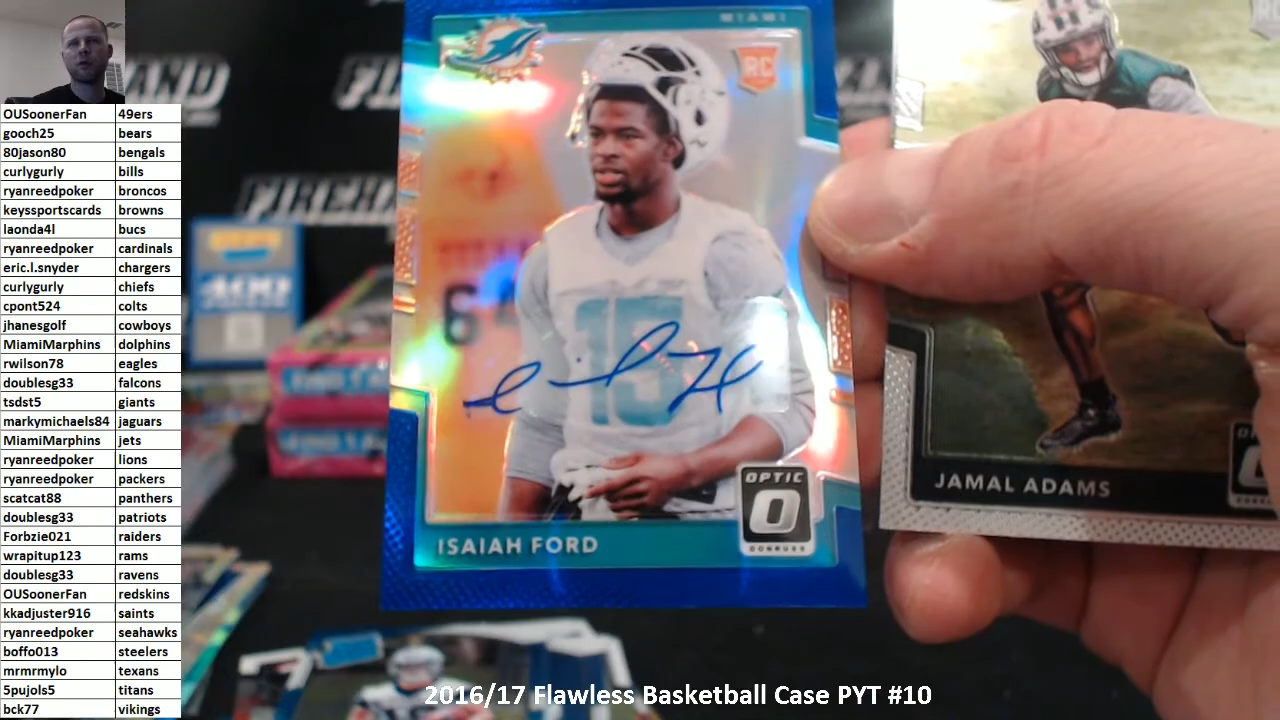 OUSoonerFan 49ers
gooch25 bears
80jason80 bengals
curlygurly bills
ryanreedpoker broncos
keyssportscards browns
laonda4l bucs
ryanreedpoker cardinals
eric.l.snyder chargers
curlygurly chiefs
cpont524 colts
jhanesgolf cowboys
MiamiMarphins dolphins
rwilson78 eagles
doublesg33 falcons
tsdst5 giants
markymichaels84 jaguars
MiamiMarphins jets
ryanreedpoker lions
ryanreedpoker packers
scatcat88 panthers
doublesg33 patriots
Forbzie021 raiders
wrapitup123 rams
doublesg33 ravens
OUSoonerFan redskins
kkadjuster916 saints
ryanreedpoker seahawks
boffo013 steelers
mrmrmylo texans
5pujols5 titans
bck77 vikings
MIAMI
RC
15
OPTIC
O
DONRUSS
ISAIAH FORD
JAMAL ADAMS
400
2016/17 Flawless Basketball Case PYT #10